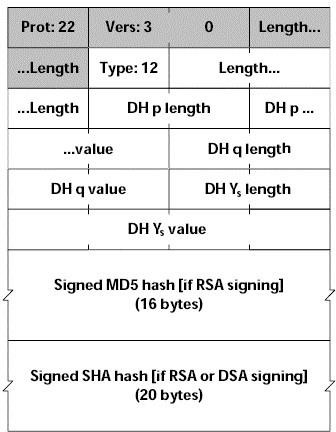 Prot: 22 Vers: 3 0 Length...
...Length Type: 12 Length...
...Length DH p length DH p ...
...value DH q length
DH q value DH Ys length
DH Ys value
Signed MD5 hash [if RSA signing]
(16 bytes)
Signed SHA hash [if RSA or DSA signing]
(20 bytes)